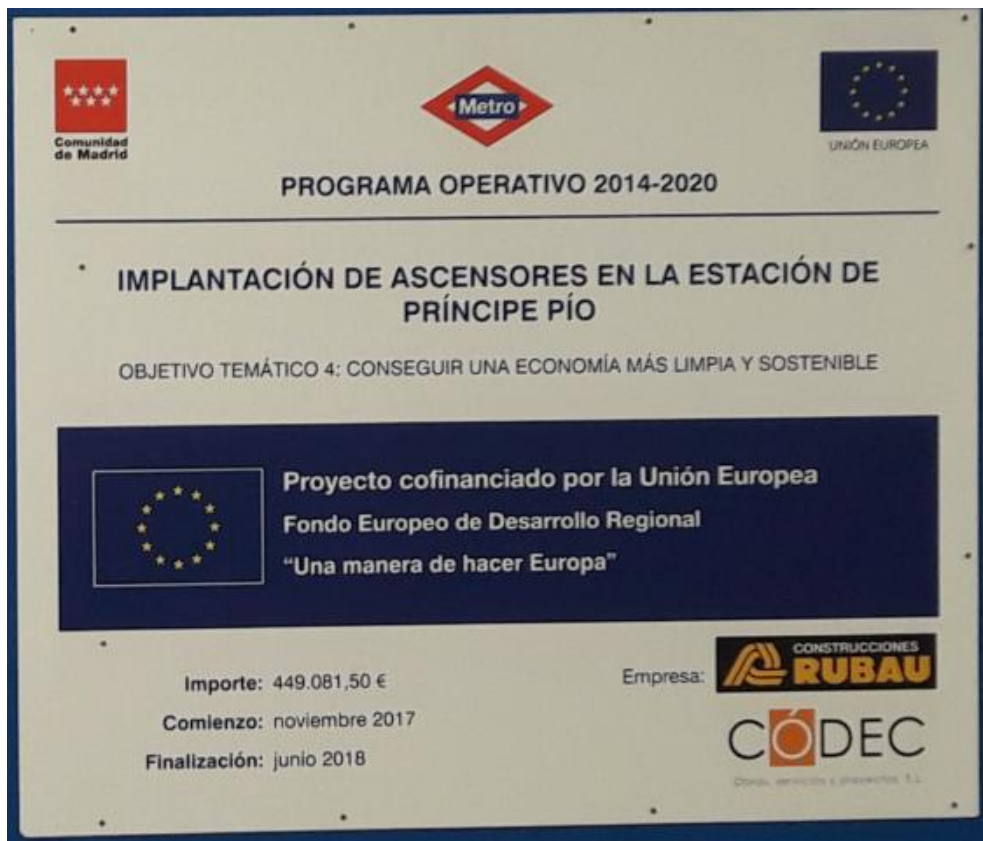 Comunidad
de Madrid
Metro
UNIÓN EUROPEA
PROGRAMA OPERATIVO 2014-2020
IMPLANTACIÓN DE ASCENSORES EN LA ESTACIÓN DE
PRÍNCIPE PÍO
OBJETIVO TEMÁTICO 4: CONSEGUIR UNA ECONOMÍA MÁS LIMPIA Y SOSTENIBLE
Proyecto cofinanciado por la Unión Europea
Fondo Europeo de Desarrollo Regional
“Una manera de hacer Europa”
Importe: 449.081,50 €
Comienzo: noviembre 2017
Finalización: junio 2018
Empresa:
CONSTRUCCIONES
RUBAU
CÓDEC
Obras, servicios y proyectos, S.L.